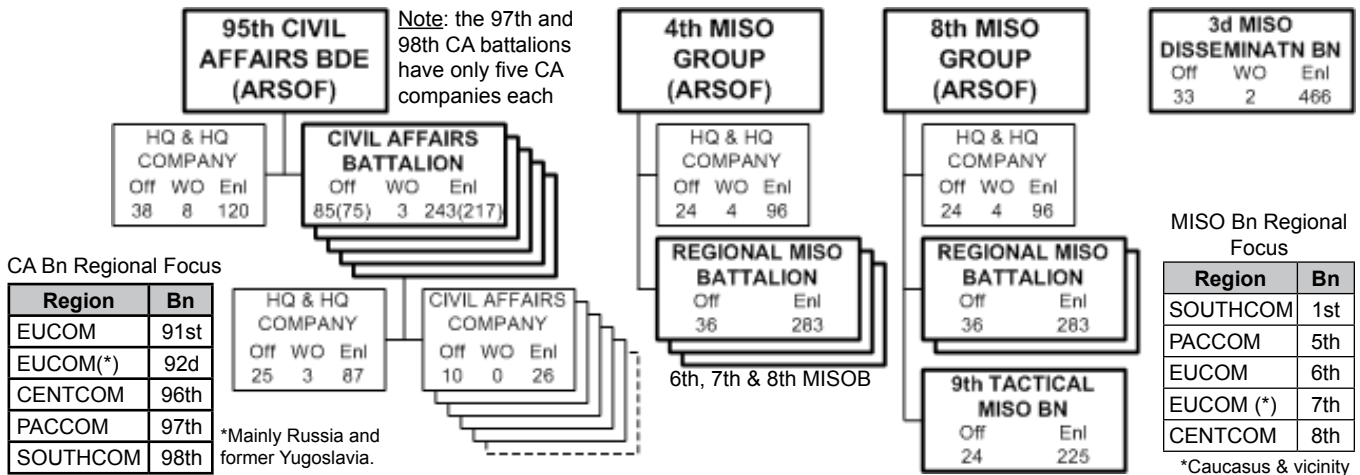 95th CIVIL
AFFAIRS BDE
(ARSOF)
Note: the 97th and
98th CA battalions
have only five CA
companies each
4th MISO
GROUP
(ARSOF)
8th MISO
GROUP
(ARSOF)
3d MISO
DISSEMINATN BN
Off WO Enl
33 2 466
HQ & HQ
COMPANY
Off WO Enl
38 8 120
CIVIL AFFAIRS
BATTALION
Off WO Enl
85(75) 3 243(217)
HQ & HQ
COMPANY
Off WO Enl
24 4 96
HQ & HQ
COMPANY
Off WO Enl
24 4 96
REGIONAL MISO
BATTALION
Off Enl
36 283
6th, 7th & 8th MISOB
REGIONAL MISO
BATTALION
Off Enl
36 283
9th TACTICAL
MISO BN
Off Enl
24 225
HQ & HQ
COMPANY
Off WO Enl
25 3 87
CIVIL AFFAIRS
COMPANY
Off WO Enl
10 0 26
CA Bn Regional Focus
Region Bn
EUCOM 91st
EUCOM(*) 92d
CENTCOM 96th
PACCOM 97th
SOUTHCOM 98th
*Mainly Russia and
former Yugoslavia.
MISO Bn Regional
Focus
Region Bn
SOUTHCOM 1st
PACCOM 5th
EUCOM 6th
EUCOM (*) 7th
CENTCOM 8th
*Caucasus & vicinity